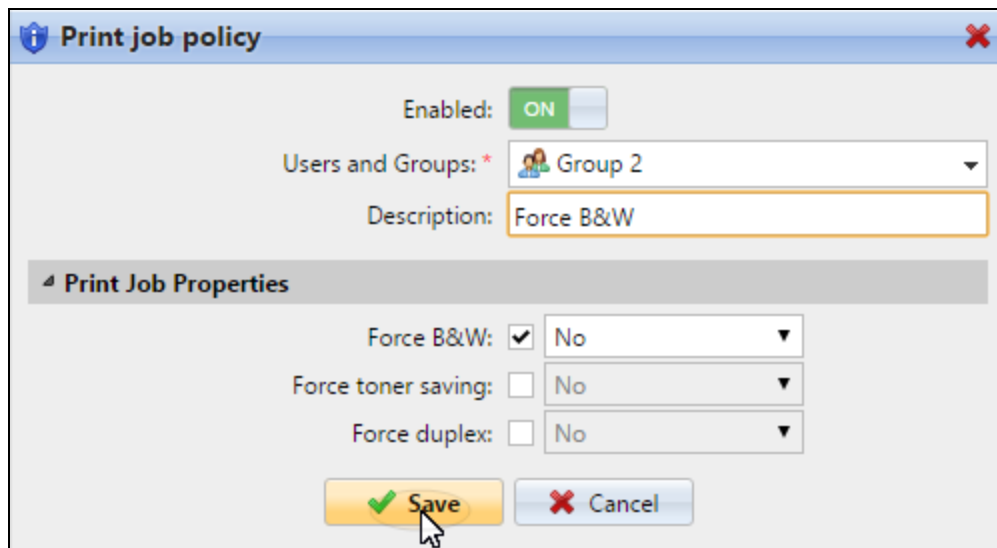 Print job policy
Enabled: ON
Users and Groups: * Group 2
Description: Force B&W
Print Job Properties
Force B&W: No
Force toner saving: No
Force duplex: No
Save Cancel